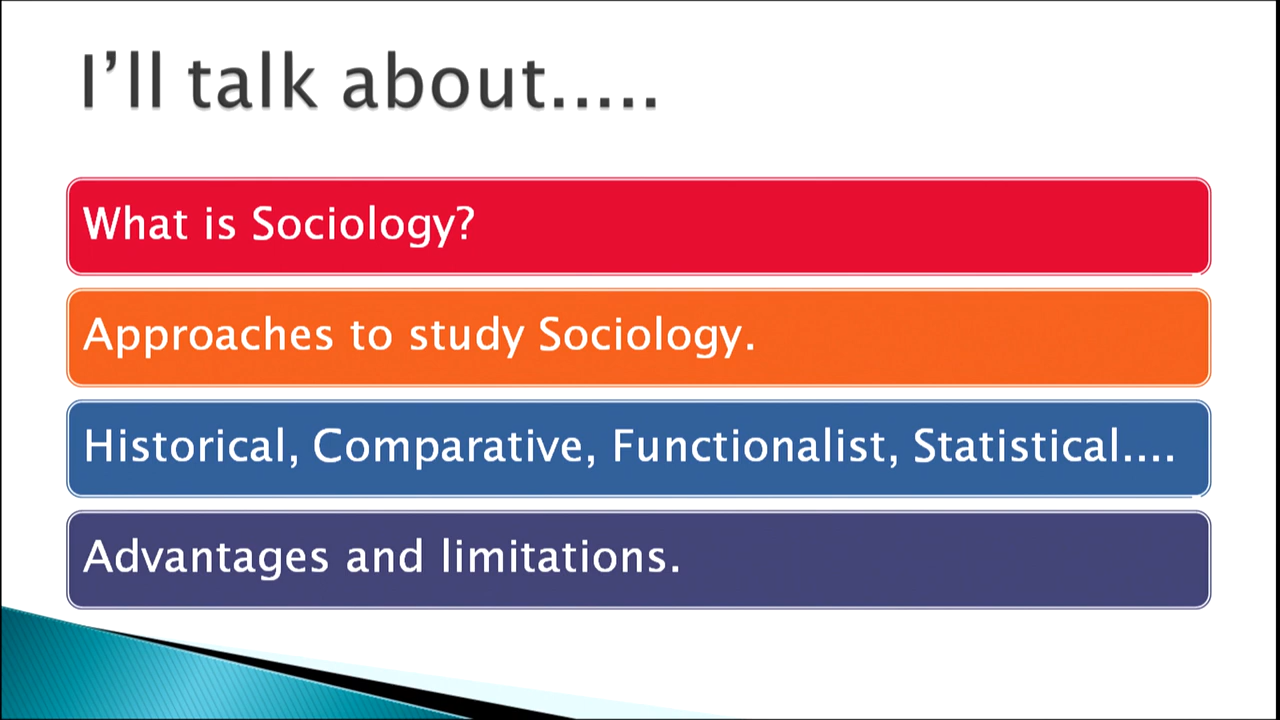 I’ll talk about.....
What is Sociology?
Approaches to study Sociology.
Historical, Comparative, Functionalist, Statistical....
Advantages and limitations.